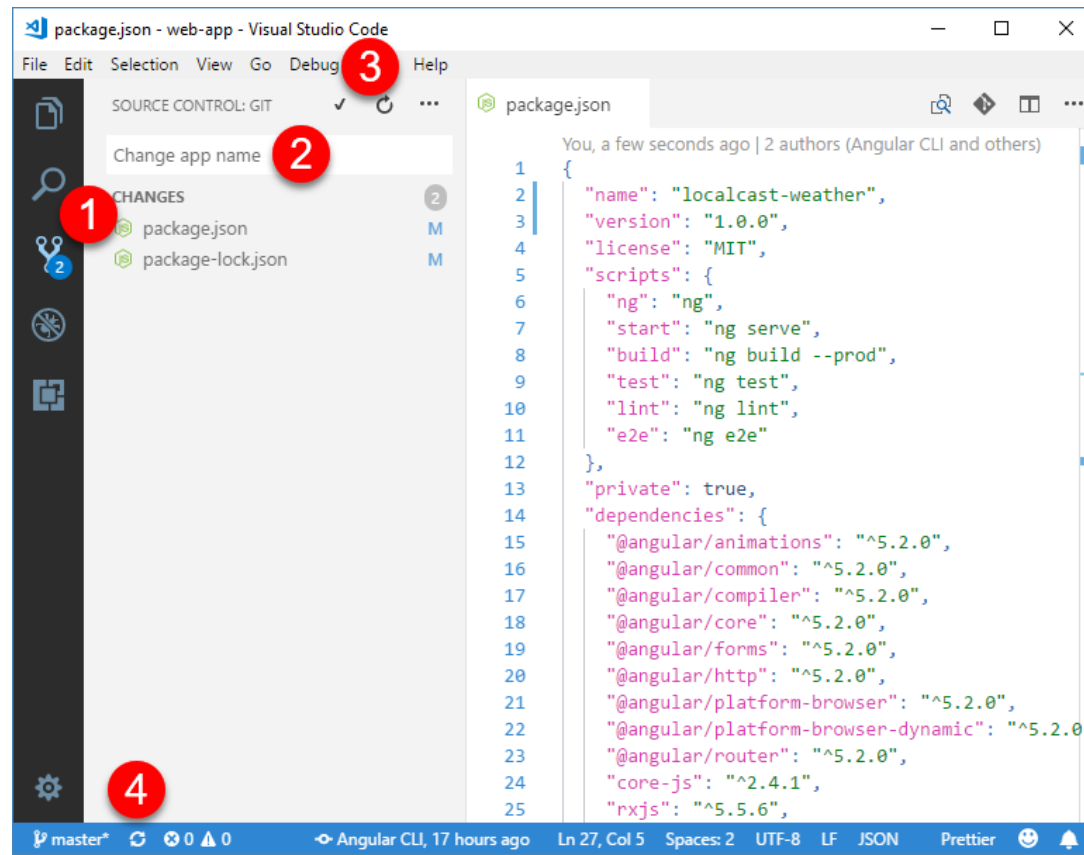 package.json - web-app - Visual Studio Code
File Edit Selection View Go Debug Help
3
SOURCE CONTROL: GIT
Change app name
2
CHANGES
2
1
package.json M
package-lock.json M
2
4
package.json
You, a few seconds ago | 2 authors (Angular CLI and others)
1 {
2 "name": "localcast-weather",
3 "version": "1.0.0",
4 "license": "MIT",
5 "scripts": {
6 "ng": "ng",
7 "start": "ng serve",
8 "build": "ng build --prod",
9 "test": "ng test",
10 "lint": "ng lint",
11 "e2e": "ng e2e"
12 },
13 "private": true,
14 "dependencies": {
15 "@angular/animations": "^5.2.0",
16 "@angular/common": "^5.2.0",
17 "@angular/compiler": "^5.2.0",
18 "@angular/core": "^5.2.0",
19 "@angular/forms": "^5.2.0",
20 "@angular/http": "^5.2.0",
21 "@angular/platform-browser": "^5.2.0",
22 "@angular/platform-browser-dynamic": "^5.2.0
23 "@angular/router": "^5.2.0",
24 "core-js": "^2.4.1",
25 "rxjs": "^5.5.6",
master* 0 0 Angular CLI, 17 hours ago Ln 27, Col 5 Spaces: 2 UTF-8 LF JSON Prettier